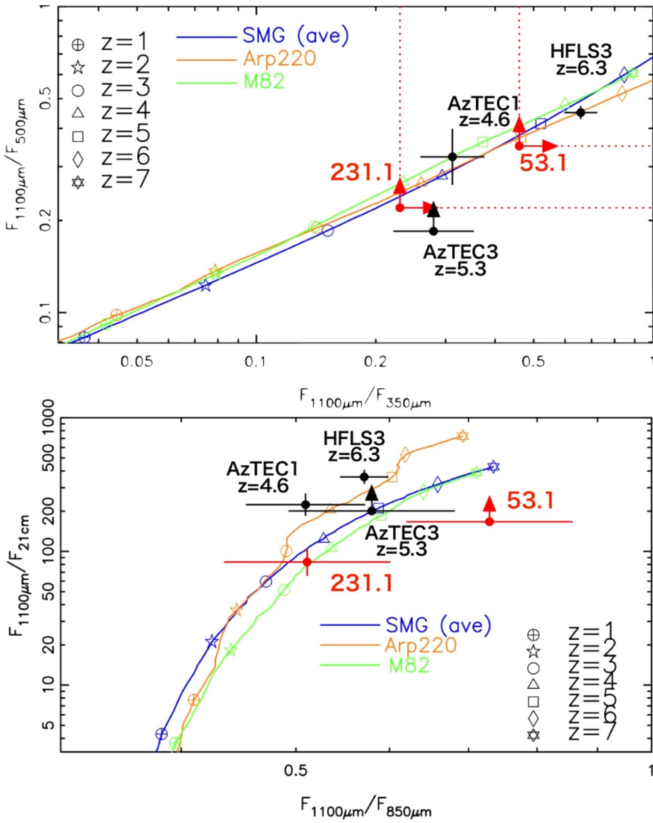 ⊕ z=1
☆ z=2
○ z=3
△ z=4
□ z=5
◇ z=6
✡ z=7
SMG (ave)
Arp220
M82
HFLS3
z=6.3
AzTEC1
z=4.6
231.1
53.1
AzTEC3
z=5.3
F1100μm/F500μm
1
0.5
0.2
0.1
0.05 0.1 0.2 0.5 1
F1100μm/F350μm
1000
500
200
100
50
20
10
5
F1100μm/F21cm
HFLS3
z=6.3
AzTEC1
z=4.6
53.1
AzTEC3
z=5.3
231.1
SMG (ave)
Arp220
M82
⊕ z=1
☆ z=2
○ z=3
△ z=4
□ z=5
◇ z=6
✡ z=7
0.5 1
F1100μm/F850μm